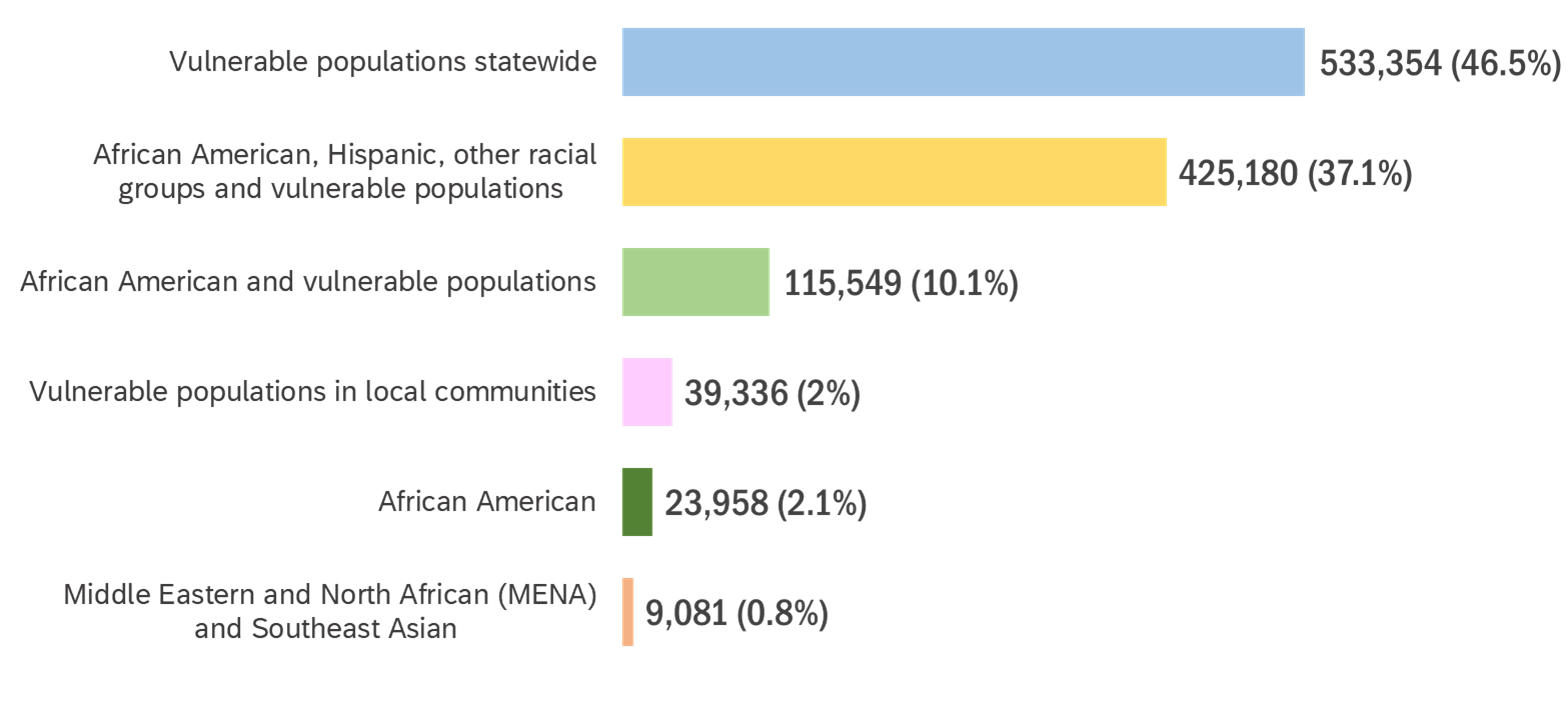 Vulnerable populations statewide
533,354 (46.5%)
African American, Hispanic, other racial
groups and vulnerable populations
425,180 (37.1%)
African American and vulnerable populations
115,549 (10.1%)
Vulnerable populations in local communities
39,336 (2%)
African American
23,958 (2.1%)
Middle Eastern and North African (MENA)
and Southeast Asian
9,081 (0.8%)